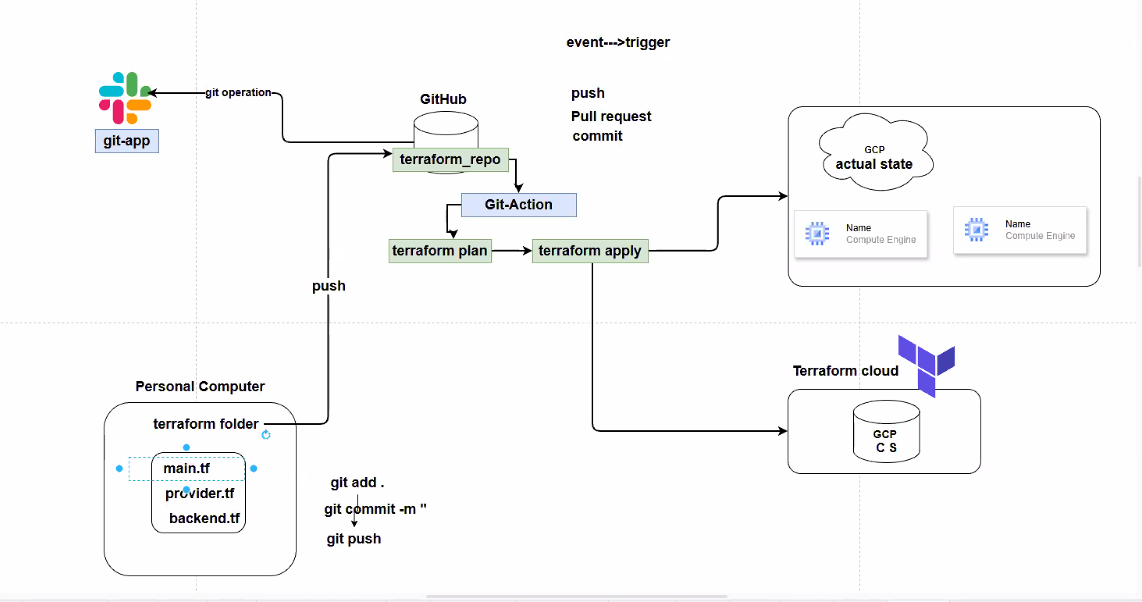 event--->trigger
push
Pull request
commit
git operation
git-app
GitHub
terraform_repo
Git-Action
terraform plan
terraform apply
push
GCP
actual state
Name
Compute Engine
Name
Compute Engine
Terraform cloud
GCP
C S
Personal Computer
terraform folder
main.tf
provider.tf
backend.tf
git add .
git commit -m "
git push